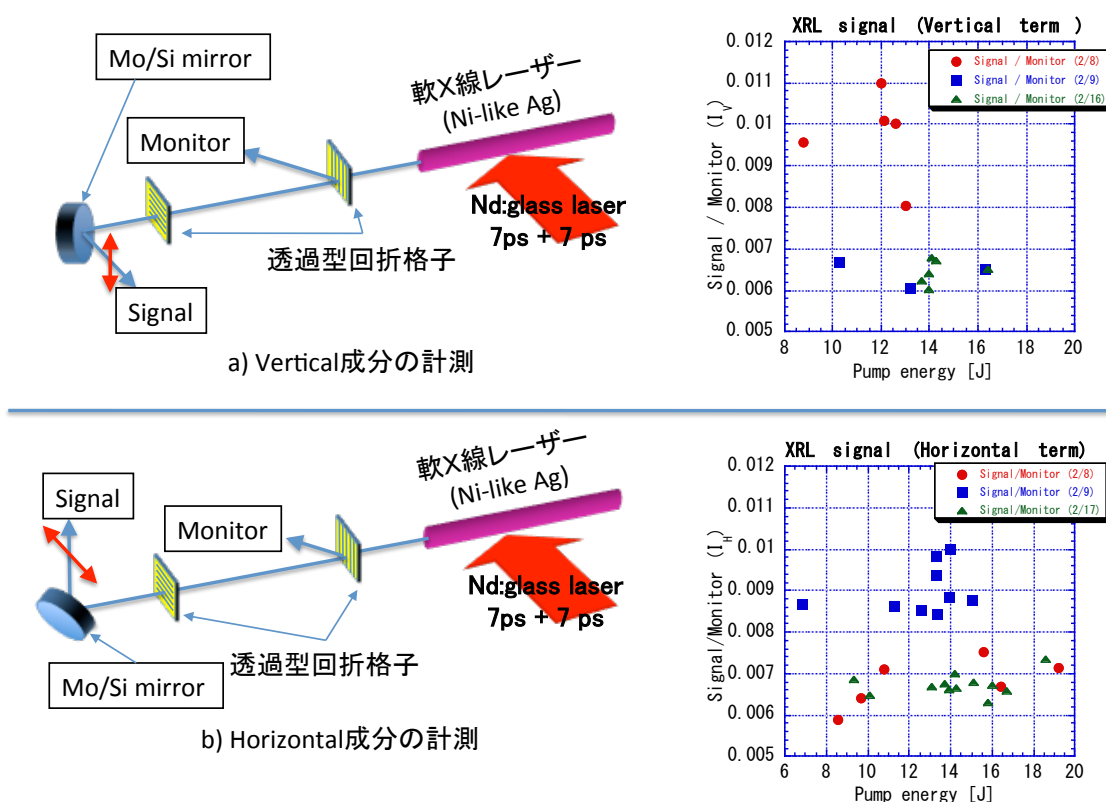 Mo/Si mirror
軟X線レーザー
(Ni-like Ag)
Monitor
Nd:glass laser
7ps + 7 ps
透過型回折格子
Signal
a) Vertical成分の計測
XRL signal (Vertical term )
Signal / Monitor (2/8)
Signal / Monitor (2/9)
Signal / Monitor (2/16)
Signal / Monitor (I_V)
0.012
0.011
0.01
0.009
0.008
0.007
0.006
0.005
8 10 12 14 16 18 20
Pump energy [J]
軟X線レーザー
(Ni-like Ag)
Signal
Monitor
Nd:glass laser
7ps + 7 ps
透過型回折格子
Mo/Si mirror
b) Horizontal成分の計測
XRL signal (Horizontal term)
Signal/Monitor (2/8)
Signal/Monitor (2/9)
Signal/Monitor (2/17)
Signal/Monitor (I_H)
0.012
0.011
0.01
0.009
0.008
0.007
0.006
0.005
6 8 10 12 14 16 18 20
Pump energy [J]